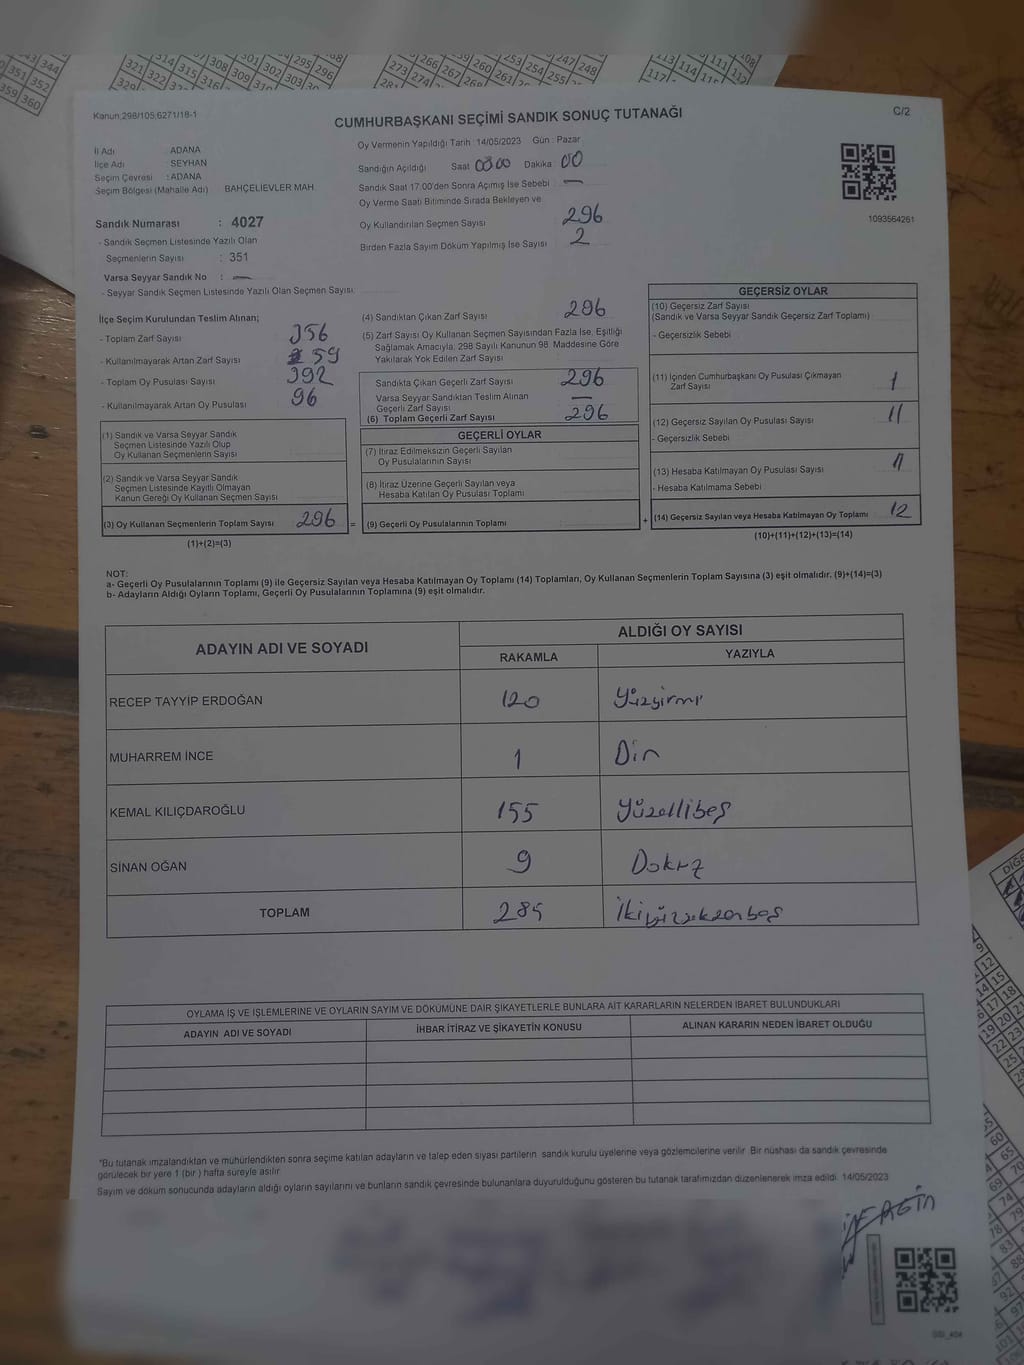 Kanun,298/105,6271/18-1
CUMHURBAŞKANI SEÇİMİ SANDIK SONUÇ TUTANAĞI
C/2
İl Adı : ADANA
İlçe Adı : SEYHAN
Seçim Çevresi : ADANA
Seçim Bölgesi (Mahalle Adı) BAHÇELİEVLER MAH.
Sandık Numarası : 4027
- Sandık Seçmen Listesinde Yazılı Olan
Seçmenlerin Sayısı : 351
Varsa Seyyar Sandık No : —
- Seyyar Sandık Seçmen Listesinde Yazılı Olan Seçmen Sayısı
Oy Vermenin Yapıldığı Tarih : 14/05/2023 Gün : Pazar
Sandığın Açıldığı Saat Dakika 00
Sandık Saat 17:00'den Sonra Açımış İse Sebebi : —
Oy Verme Saati Bitiminde Sırada Bekleyen ve
Oy Kullandırılan Seçmen Sayısı 296
Birden Fazla Sayım Döküm Yapılmış İse Sayısı 2
1093564261
İlçe Seçim Kurulundan Teslim Alınan;
- Toplam Zarf Sayısı 356
- Kullanılmayarak Artan Zarf Sayısı 59
- Toplam Oy Pusulası Sayısı 392
- Kullanılmayarak Artan Oy Pusulası 96
(1) Sandık ve Varsa Seyyar Sandık
Seçmen Listesinde Yazılı Olup
Oy Kullanan Seçmenlerin Sayısı
(2) Sandık ve Varsa Seyyar Sandık
Seçmen Listesinde Kayıtlı Olmayan
Kanun Gereği Oy Kullanan Seçmen Sayısı
(3) Oy Kullanan Seçmenlerin Toplam Sayısı 296
=
(1)+(2)=(3)
(4) Sandıktan Çıkan Zarf Sayısı 296
(5) Zarf Sayısı Oy Kullanan Seçmen Sayısından Fazla İse, Eşitliği
Sağlamak Amacıyla, 298 Sayılı Kanunun 98. Maddesine Göre
Yakılarak Yok Edilen Zarf Sayısı
Sandıkta Çıkan Geçerli Zarf Sayısı 296
Varsa Seyyar Sandıktan Teslim Alınan
Geçerli Zarf Sayısı —
(6) Toplam Geçerli Zarf Sayısı 296
GEÇERLİ OYLAR
(7) İtiraz Edilmeksizin Geçerli Sayılan
Oy Pusulalarının Sayısı
(8) İtiraz Üzerine Geçerli Sayılan veya
Hesaba Katılan Oy Pusulası Toplamı
(9) Geçerli Oy Pusulalarının Toplamı
+
GEÇERSİZ OYLAR
(10) Geçersiz Zarf Sayısı
(Sandık ve Varsa Seyyar Sandık Geçersiz Zarf Toplamı)
- Geçersizlik Sebebi
(11) İçinden Cumhurbaşkanı Oy Pusulası Çıkmayan
Zarf Sayısı 1
(12) Geçersiz Sayılan Oy Pusulası Sayısı 11
- Geçersizlik Sebebi
(13) Hesaba Katılmayan Oy Pusulası Sayısı
- Hesaba Katılmama Sebebi
(14) Geçersiz Sayılan veya Hesaba Katılmayan Oy Toplamı 12
(10)+(11)+(12)+(13)=(14)
NOT:
a- Geçerli Oy Pusulalarının Toplamı (9) ile Geçersiz Sayılan veya Hesaba Katılmayan Oy Toplamı (14) Toplamları, Oy Kullanan Seçmenlerin Toplam Sayısına (3) eşit olmalıdır. (9)+(14)=(3)
b- Adayların Aldığı Oyların Toplamı, Geçerli Oy Pusulalarının Toplamına (9) eşit olmalıdır.
ADAYIN ADI VE SOYADI
ALDIĞI OY SAYISI
RAKAMLA YAZIYLA
RECEP TAYYİP ERDOĞAN 120 Yüzyirmi
MUHARREM İNCE 1 Bir
KEMAL KILIÇDAROĞLU 155 Yüzellibeş
SİNAN OĞAN 9 Dokuz
TOPLAM 285 İkiyüzseksenbeş
OYLAMA İŞ VE İŞLEMLERİNE VE OYLARIN SAYIM VE DÖKÜMÜNE DAİR ŞİKAYETLERLE BUNLARA AİT KARARLARIN NELERDEN İBARET BULUNDUKLARI
ADAYIN ADI VE SOYADI İHBAR İTİRAZ VE ŞİKAYETİN KONUSU ALINAN KARARIN NEDEN İBARET OLDUĞU
*Bu tutanak imzalandıktan ve mühürlendikten sonra seçime katılan adayların ve talep eden siyasi partilerin sandık kurulu üyelerine veya gözlemcilerine verilir. Bir nüshası da sandık çevresinde
görülecek bir yere 1 (bir) hafta süreyle asılır
Sayım ve döküm sonucunda adayların aldığı oyların sayılarını ve bunların sandık çevresinde bulunanlara duyurulduğunu gösteren bu tutanak tarafımızdan düzenlenerek imza edildi. 14/05/2023